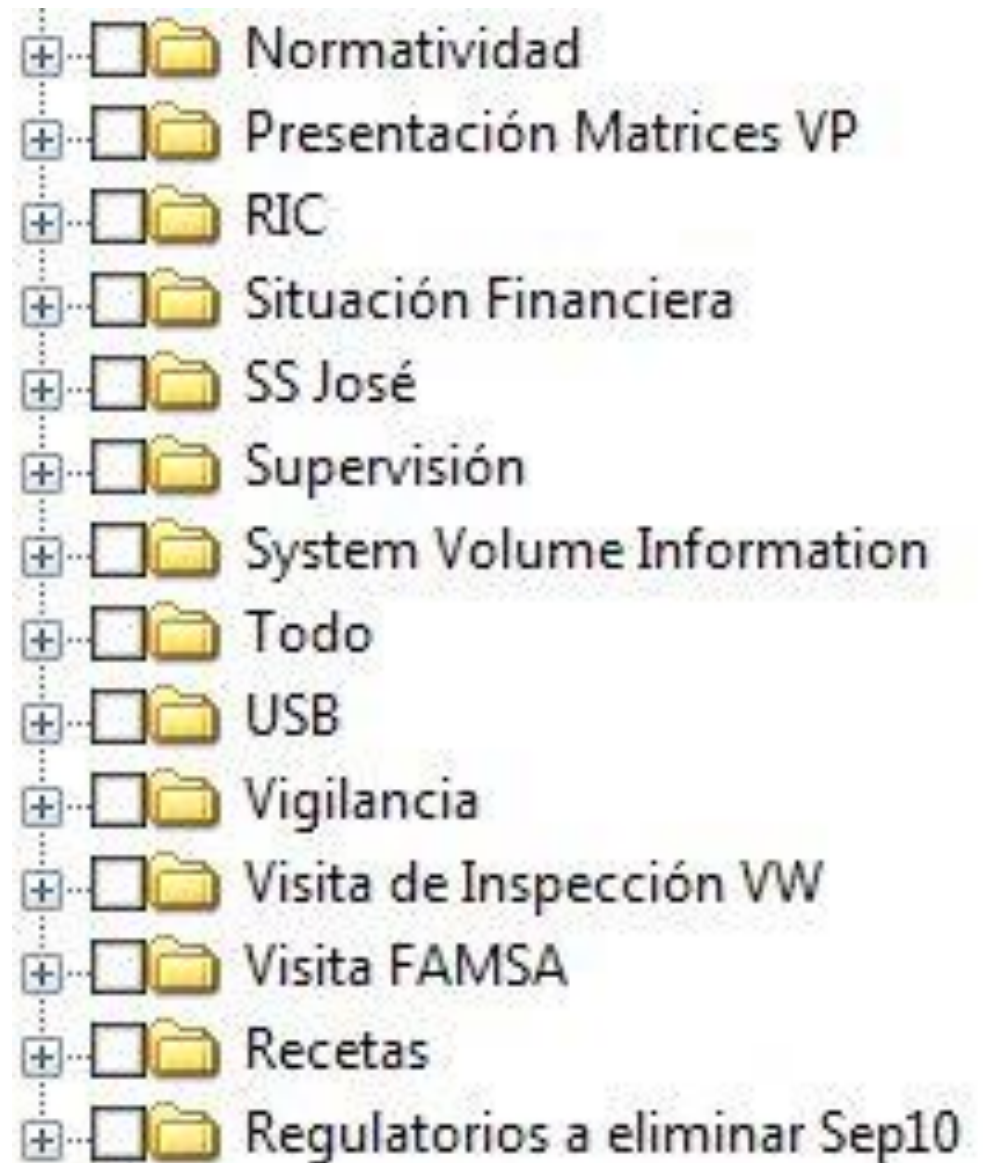 Normatividad
Presentación Matrices VP
RIC
Situación Financiera
SS José
Supervisión
System Volume Information
Todo
USB
Vigilancia
Visita de Inspección VW
Visita FAMSA
Recetas
Regulatorios a eliminar Sep10